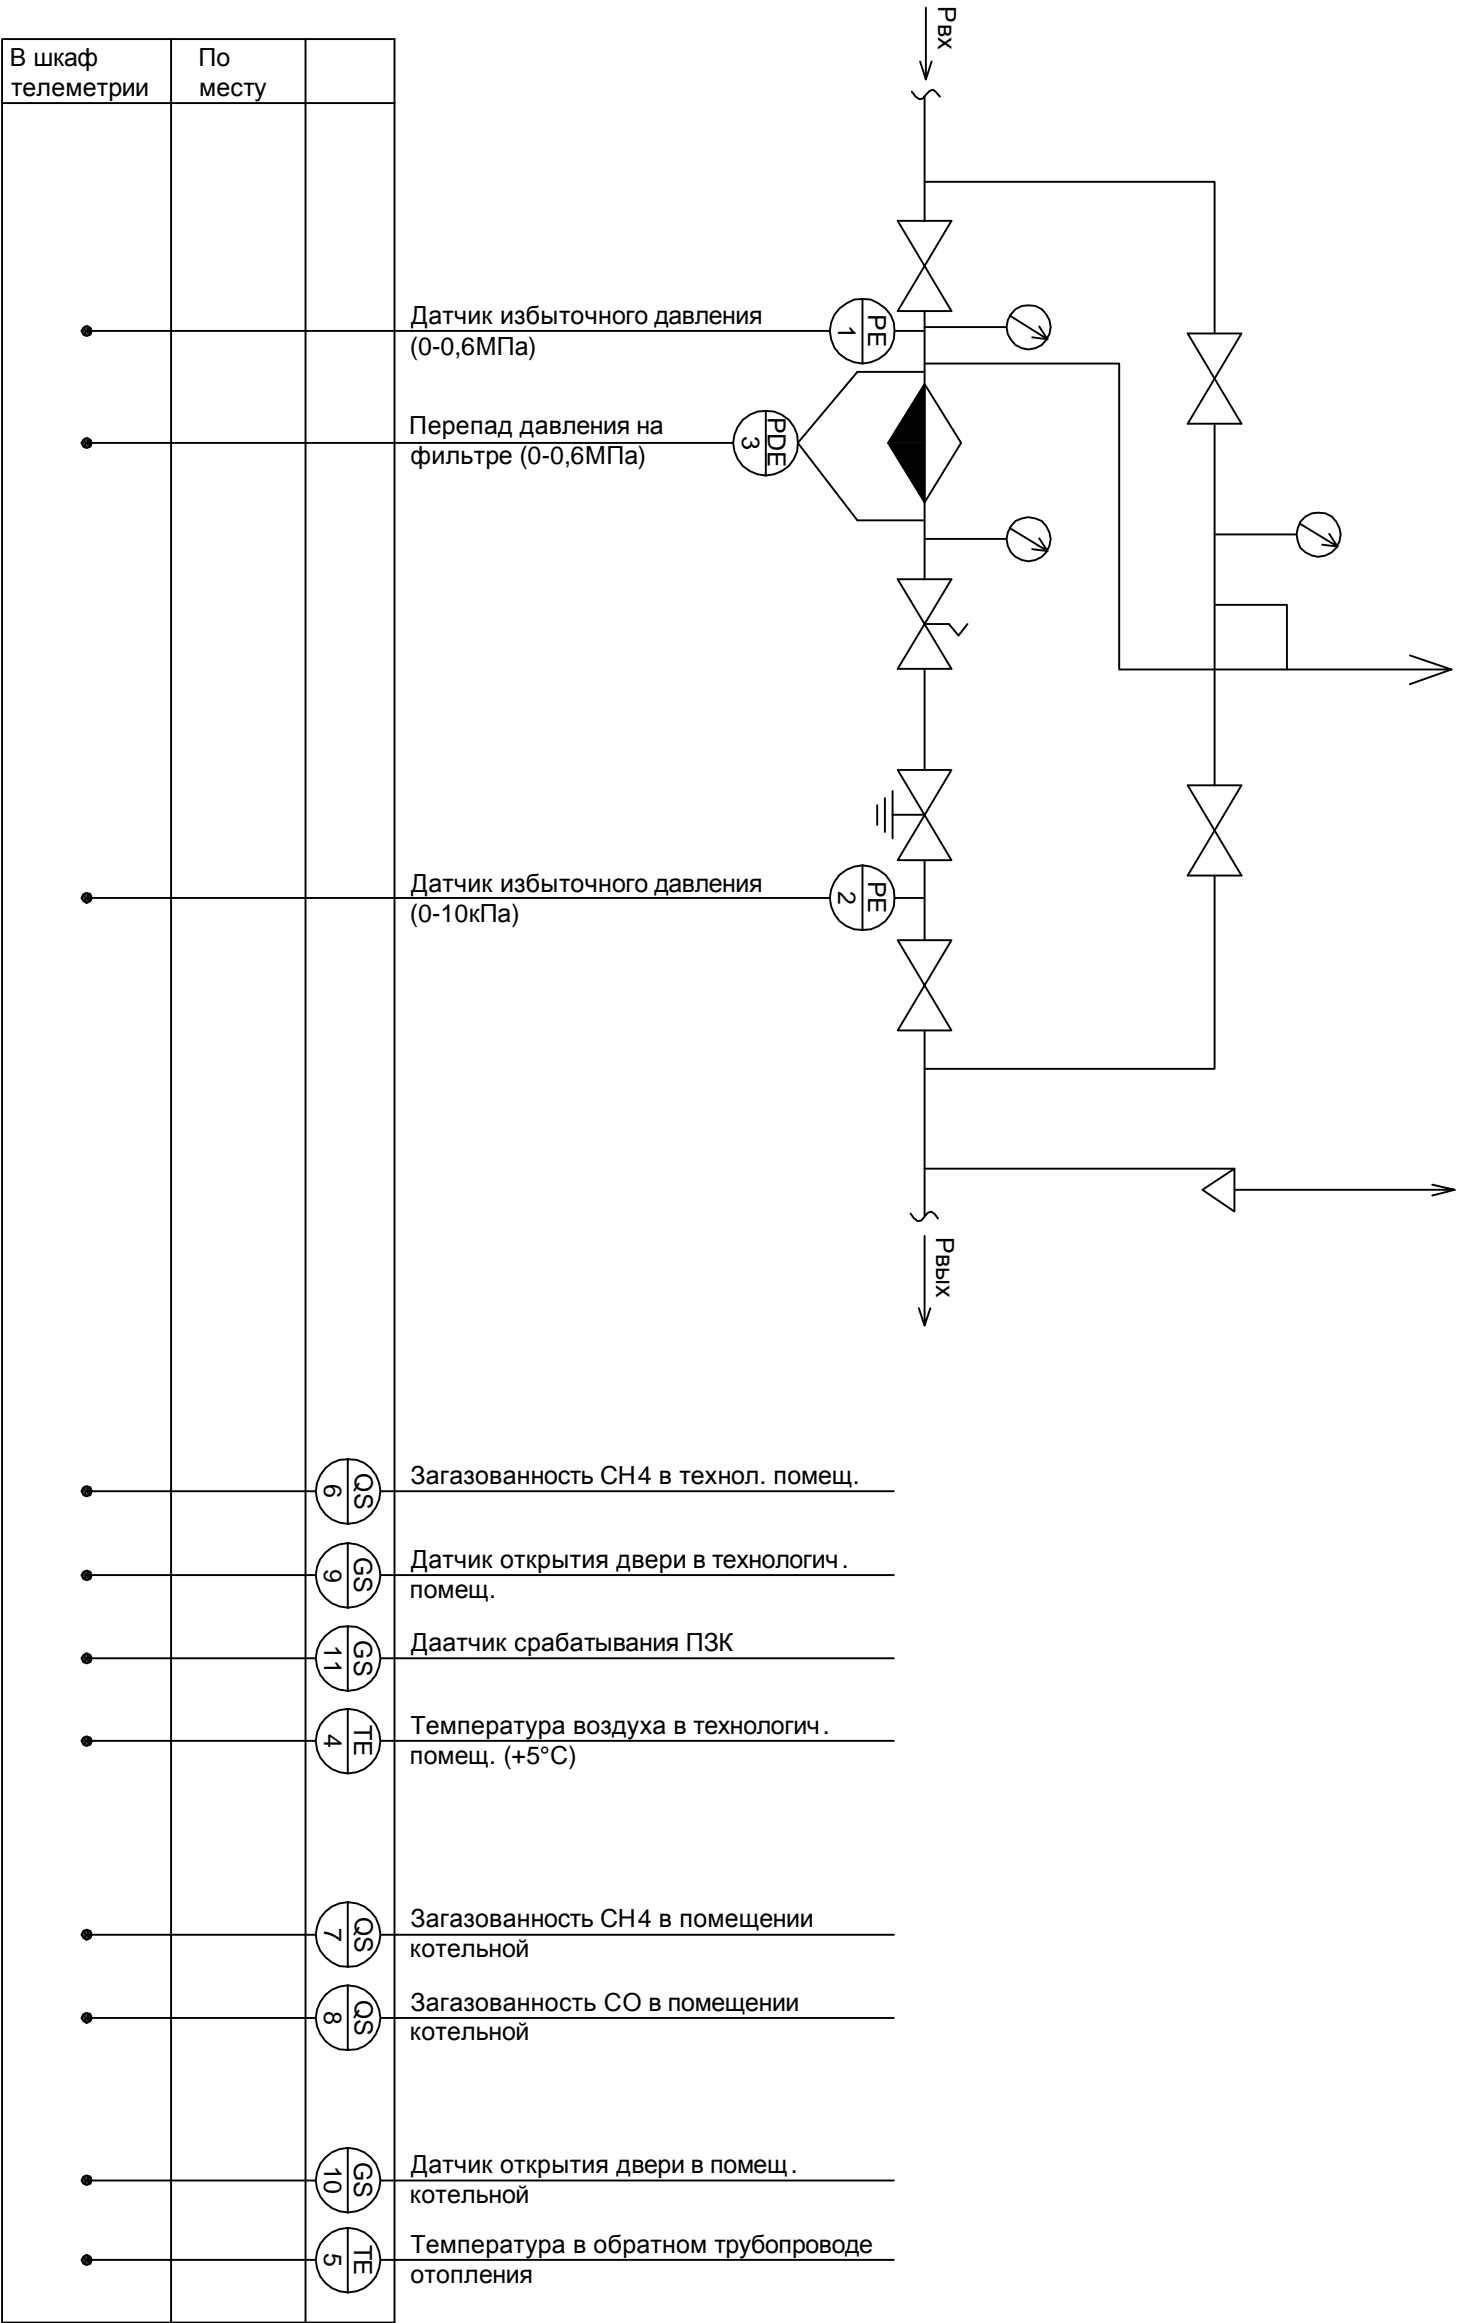 Рвх
В шкаф
телеметрии
По
месту
Датчик избыточного давления
(0-0,6МПа)
PE
1
Перепад давления на
фильтре (0-0,6МПа)
PDE
3
Датчик избыточного давления
(0-10кПа)
PE
2
Рвых
QS
6
Загазованность СН4 в технол. помещ.
GS
9
Датчик открытия двери в технологич.
помещ.
GS
11
Даатчик срабатывания ПЗК
TE
4
Температура воздуха в технологич.
помещ. (+5°С)
QS
7
Загазованность СН4 в помещении
котельной
QS
8
Загазованность СО в помещении
котельной
GS
10
Датчик открытия двери в помещ.
котельной
TE
5
Температура в обратном трубопроводе
отопления